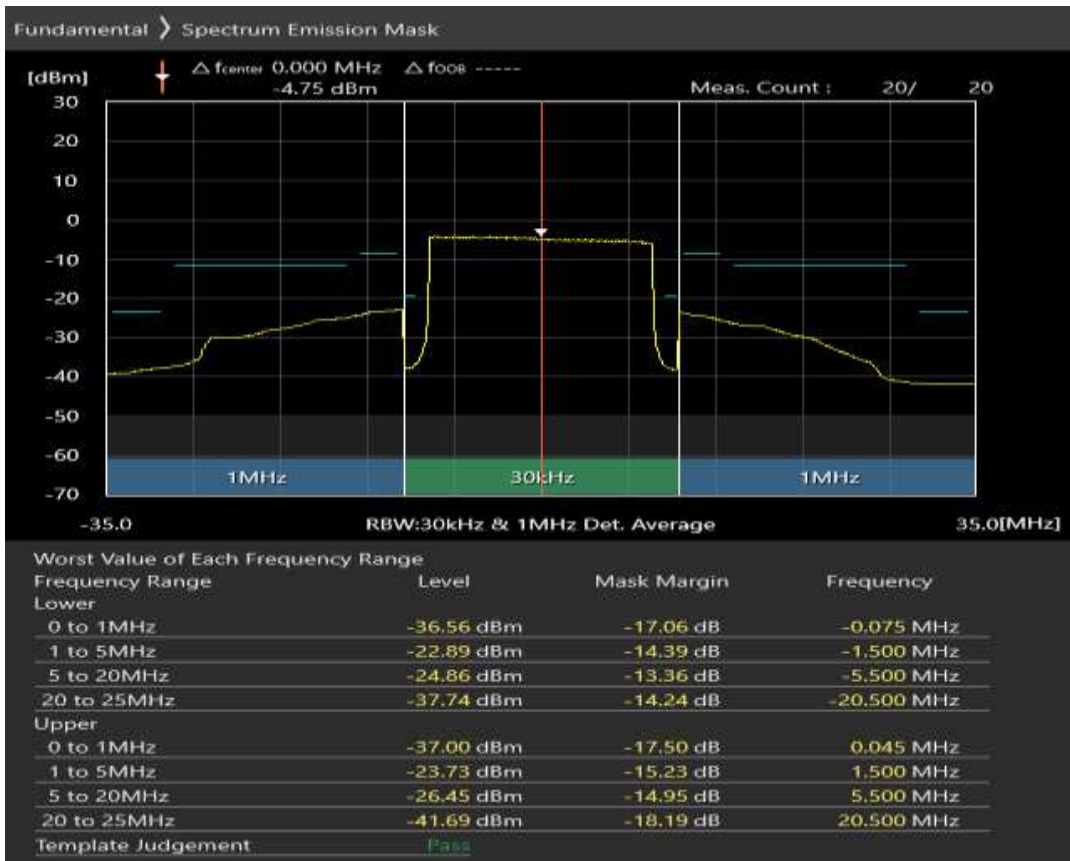 Fundamental 〉 Spectrum Emission Mask
[dBm] △ fcenter 0.000 MHz △ fOOB -----
-4.75 dBm Meas. Count : 20/ 20
30
20
10
0
-10
-20
-30
-40
-50
-60
-70
1MHz 30kHz 1MHz
-35.0 RBW:30kHz & 1MHz Det. Average 35.0[MHz]
Worst Value of Each Frequency Range
Frequency Range Level Mask Margin Frequency
Lower
0 to 1MHz -36.56 dBm -17.06 dB -0.075 MHz
1 to 5MHz -22.89 dBm -14.39 dB -1.500 MHz
5 to 20MHz -24.86 dBm -13.36 dB -5.500 MHz
20 to 25MHz -37.74 dBm -14.24 dB -20.500 MHz
Upper
0 to 1MHz -37.00 dBm -17.50 dB 0.045 MHz
1 to 5MHz -23.73 dBm -15.23 dB 1.500 MHz
5 to 20MHz -26.45 dBm -14.95 dB 5.500 MHz
20 to 25MHz -41.69 dBm -18.19 dB 20.500 MHz
Template Judgement Pass